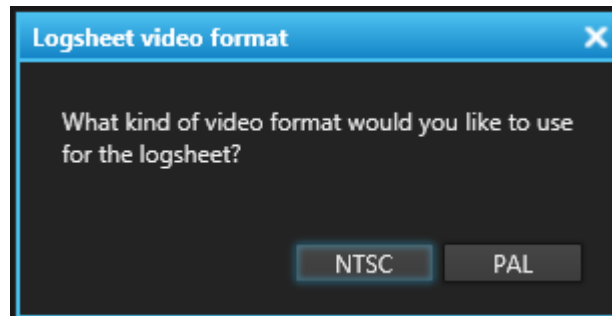 Logsheet video format
What kind of video format would you like to use
for the logsheet?
NTSC PAL